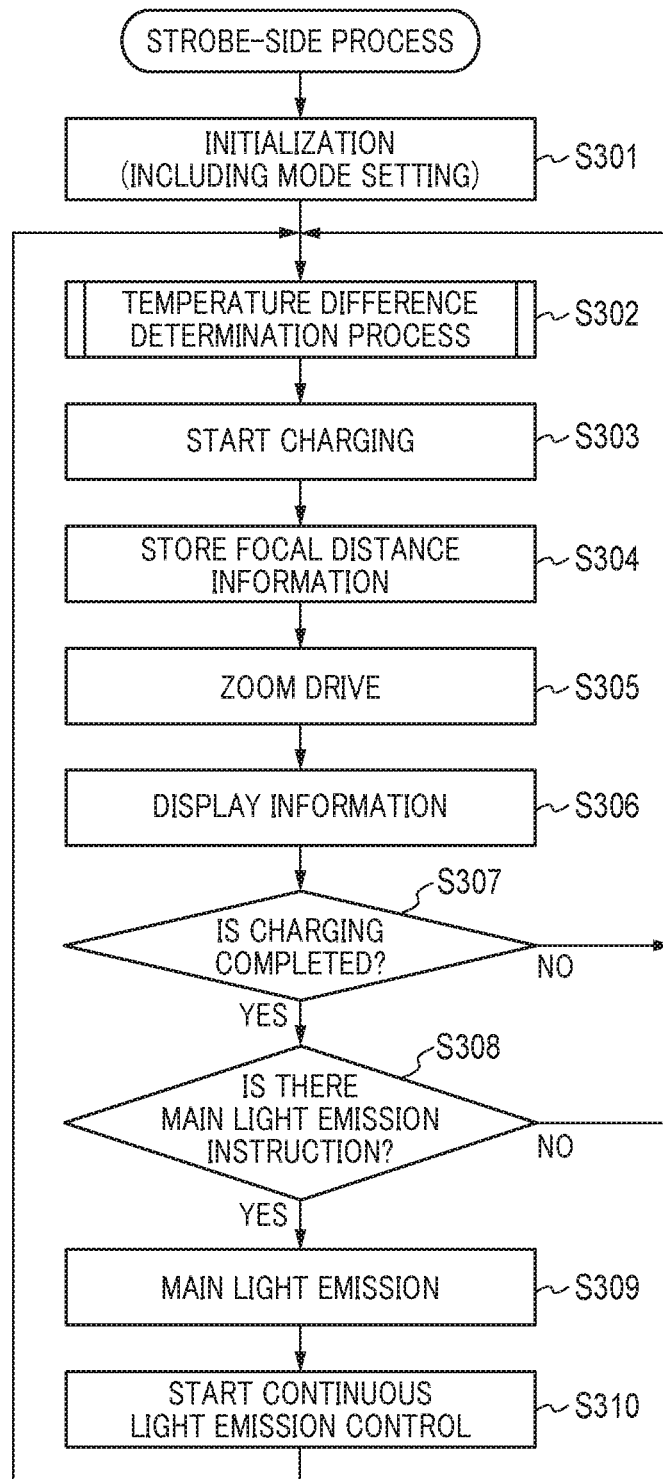 STROBE-SIDE PROCESS
INITIALIZATION
(INCLUDING MODE SETTING)
S301
TEMPERATURE DIFFERENCE
DETERMINATION PROCESS
S302
START CHARGING
S303
STORE FOCAL DISTANCE
INFORMATION
S304
ZOOM DRIVE
S305
DISPLAY INFORMATION
S306
S307
IS CHARGING
COMPLETED?
NO
YES
S308
IS THERE
MAIN LIGHT EMISSION
INSTRUCTION?
NO
YES
MAIN LIGHT EMISSION
S309
START CONTINUOUS
LIGHT EMISSION CONTROL
S310